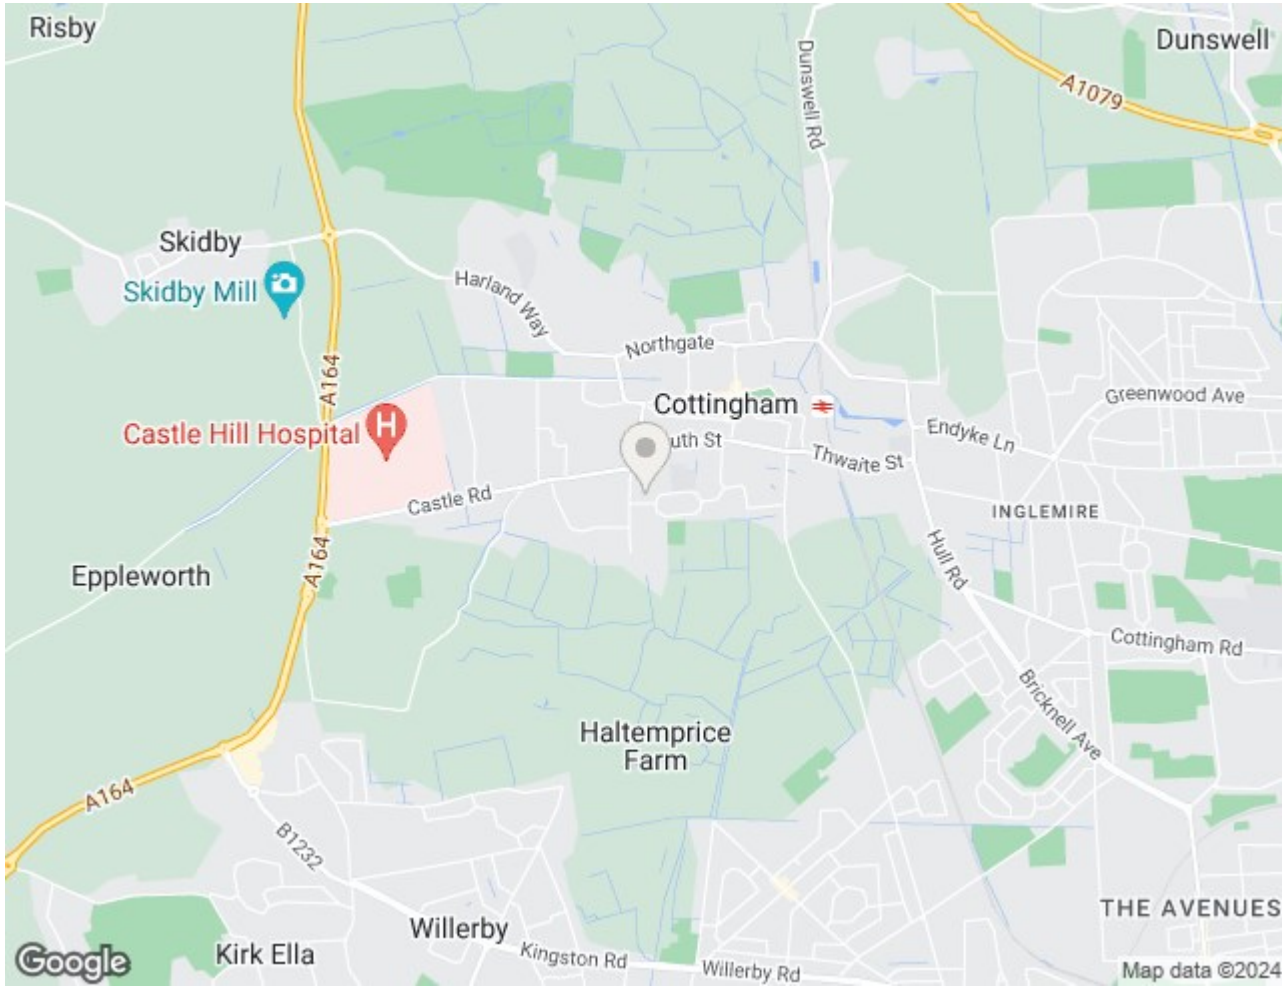 Risby
Dunswell
A1079
Dunswell Rd
Skidby
Skidby Mill
Harland Way
Northgate
A164
Greenwood Ave
Cottingham
H
Castle Hill Hospital
uth St
Endyke Ln
Thwaite St
Castle Rd
INGLEMIRE
A164
Hull Rd
Eppleworth
Cottingham Rd
Bricknell Ave
Haltemprice
Farm
A164
B1232
THE AVENUES
Willerby
Kirk Ella
Kingston Rd
Willerby Rd
Google
Map data ©2024